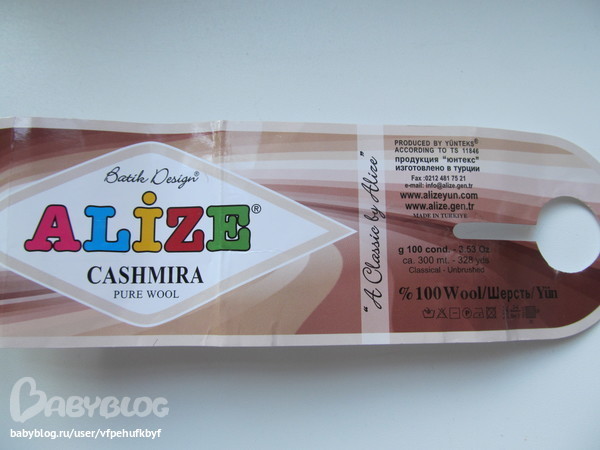 Batik Design®
ALİZE®
CASHMIRA
PURE WOOL
"A Classic by Alize"
PRODUCED BY YÜNTEKS®
ACCORDING TO TS 11846
продукция "юнтекс"
изготовлено в турции
Fax :0212 481 75 21
e-mail: info@alize.gen.tr
www.alizeyun.com
www.alize.gen.tr
MADE IN TURKIYE
g 100 cond. - 3.53 Oz
ca. 300 mt. - 328 yds
Classical - Unbrushed
%100 Wool/Шерсть/Yün
BABYBLOG
babyblog.ru/user/vfpehufkbyf